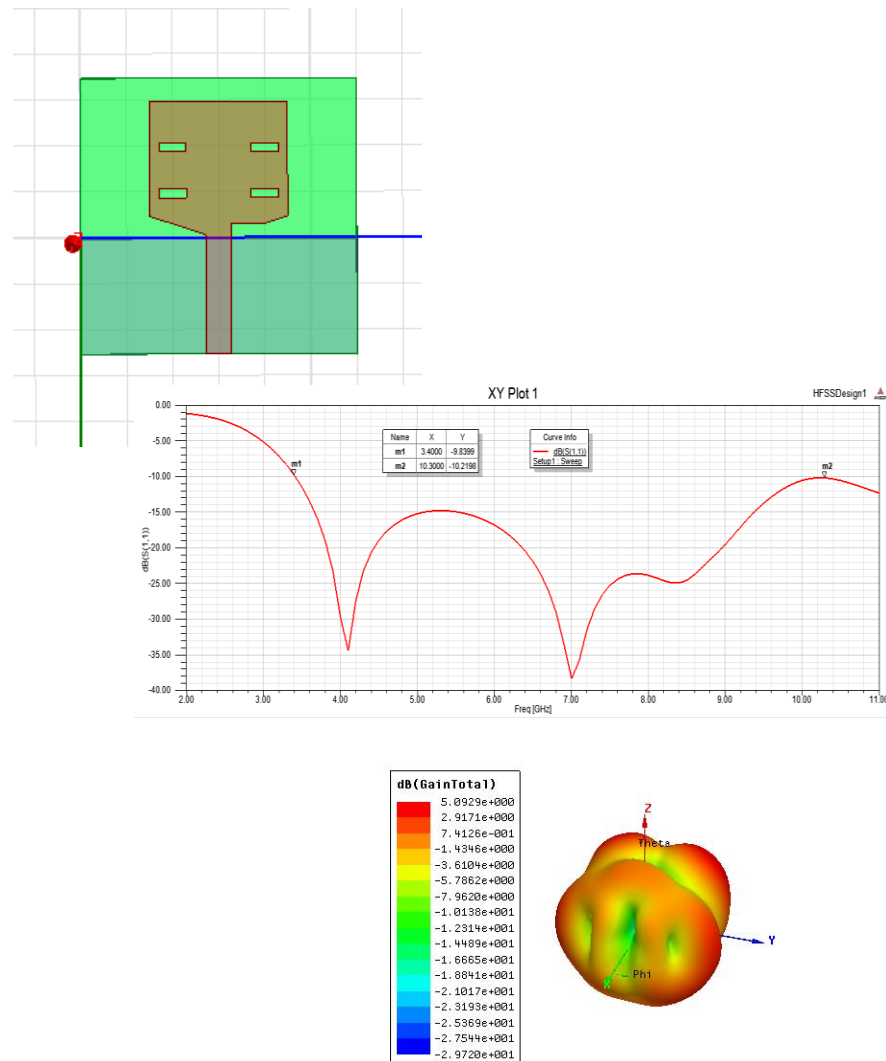 XY Plot 1
HFSSDesign1
0.00
-5.00
-10.00
-15.00
-20.00
-25.00
-30.00
-35.00
-40.00
dB(S(1,1))
m1
m2
Name X Y
m1 3.4000 -9.8399
m2 10.3000 -10.2198
Curve Info
dB(S(1,1))
Setup1 : Sweep
2.00 3.00 4.00 5.00 6.00 7.00 8.00 9.00 10.00 11.00
Freq [GHz]
dB(GainTotal)
5.0929e+000
2.9171e+000
7.4126e-001
-1.4346e+000
-3.6104e+000
-5.7862e+000
-7.9620e+000
-1.0138e+001
-1.2314e+001
-1.4489e+001
-1.6665e+001
-1.8841e+001
-2.1017e+001
-2.3193e+001
-2.5369e+001
-2.7544e+001
-2.9720e+001
Z
Theta
Y
Phi
X